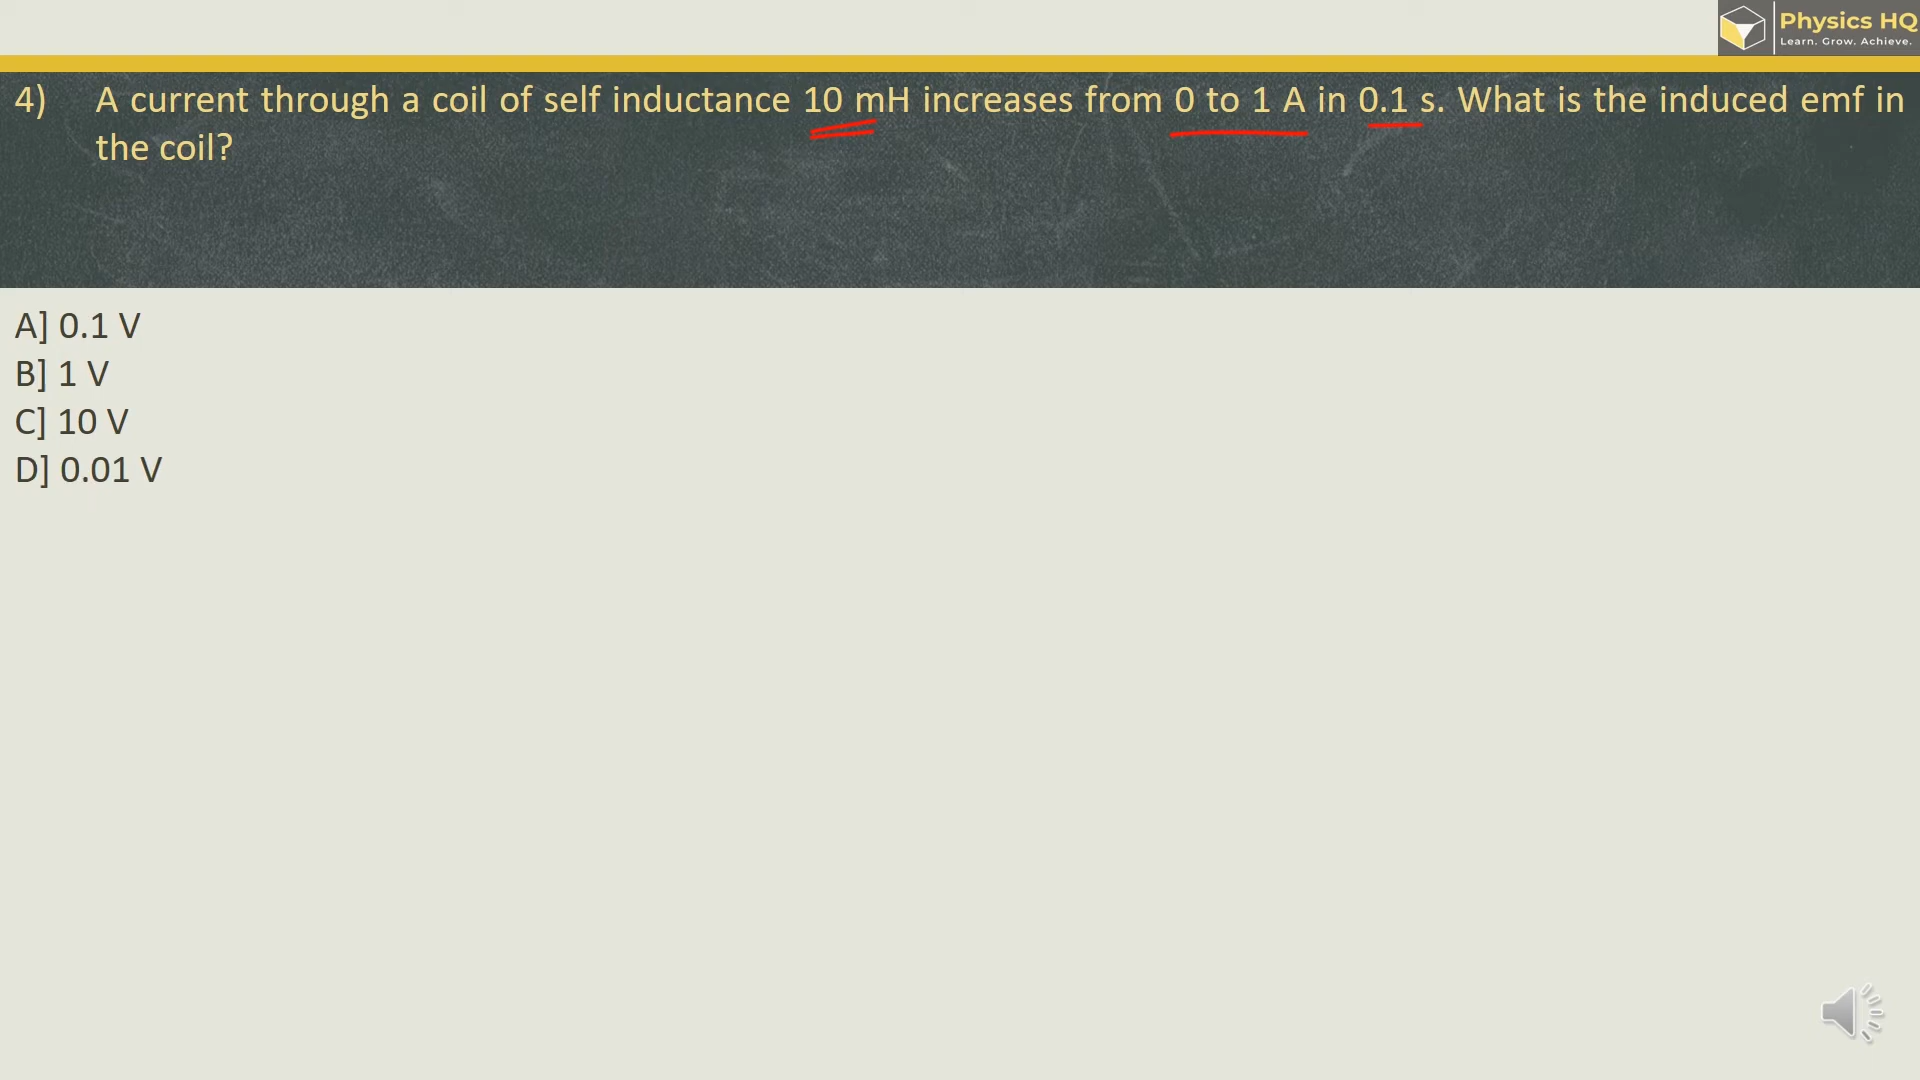 Physics HQ
Learn. Grow. Achieve.
4) A current through a coil of self inductance 10 mH increases from 0 to 1 A in 0.1 s. What is the induced emf in
the coil?
A] 0.1 V
B] 1 V
C] 10 V
D] 0.01 V